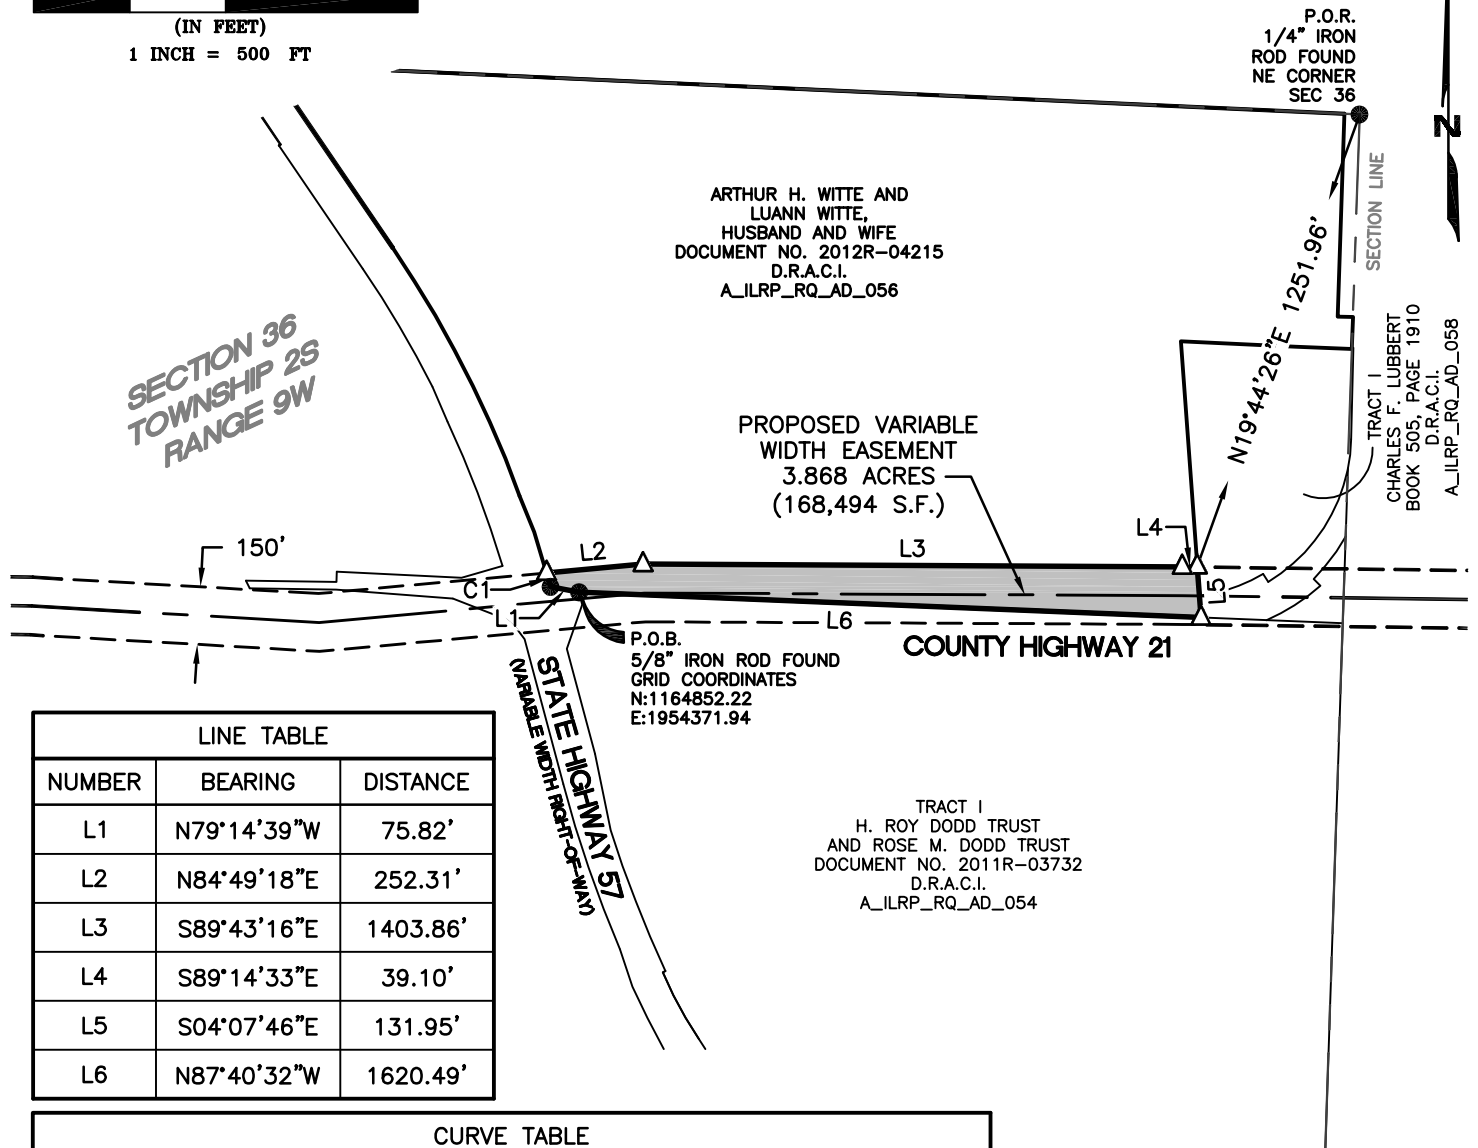 (IN FEET)
1 INCH = 500 FT
P.O.R.
1/4" IRON
ROD FOUND
NE CORNER
SEC 36
N
SECTION LINE
ARTHUR H. WITTE AND
LUANN WITTE,
HUSBAND AND WIFE
DOCUMENT NO. 2012R-04215
D.R.A.C.I.
A_ILRP_RQ_AD_056
N19°44'26"E 1251.96'
SECTION 36
TOWNSHIP 2S
RANGE 9W
TRACT I
CHARLES F. LUBBERT
BOOK 505, PAGE 1910
D.R.A.C.I.
A_ILRP_RQ_AD_058
PROPOSED VARIABLE
WIDTH EASEMENT
3.868 ACRES
(168,494 S.F.)
150'
L2
L3
L4
C1
L1
L5
L6
P.O.B.
5/8" IRON ROD FOUND
GRID COORDINATES
N:1164852.22
E:1954371.94
COUNTY HIGHWAY 21
STATE HIGHWAY 57
(VARIABLE WIDTH RIGHT-OF-WAY)
TRACT I
H. ROY DODD TRUST
AND ROSE M. DODD TRUST
DOCUMENT NO. 2011R-03732
D.R.A.C.I.
A_ILRP_RQ_AD_054
LINE TABLE
NUMBER BEARING DISTANCE
L1 N79°14'39"W 75.82'
L2 N84°49'18"E 252.31'
L3 S89°43'16"E 1403.86'
L4 S89°14'33"E 39.10'
L5 S04°07'46"E 131.95'
L6 N87°40'32"W 1620.49'
CURVE TABLE